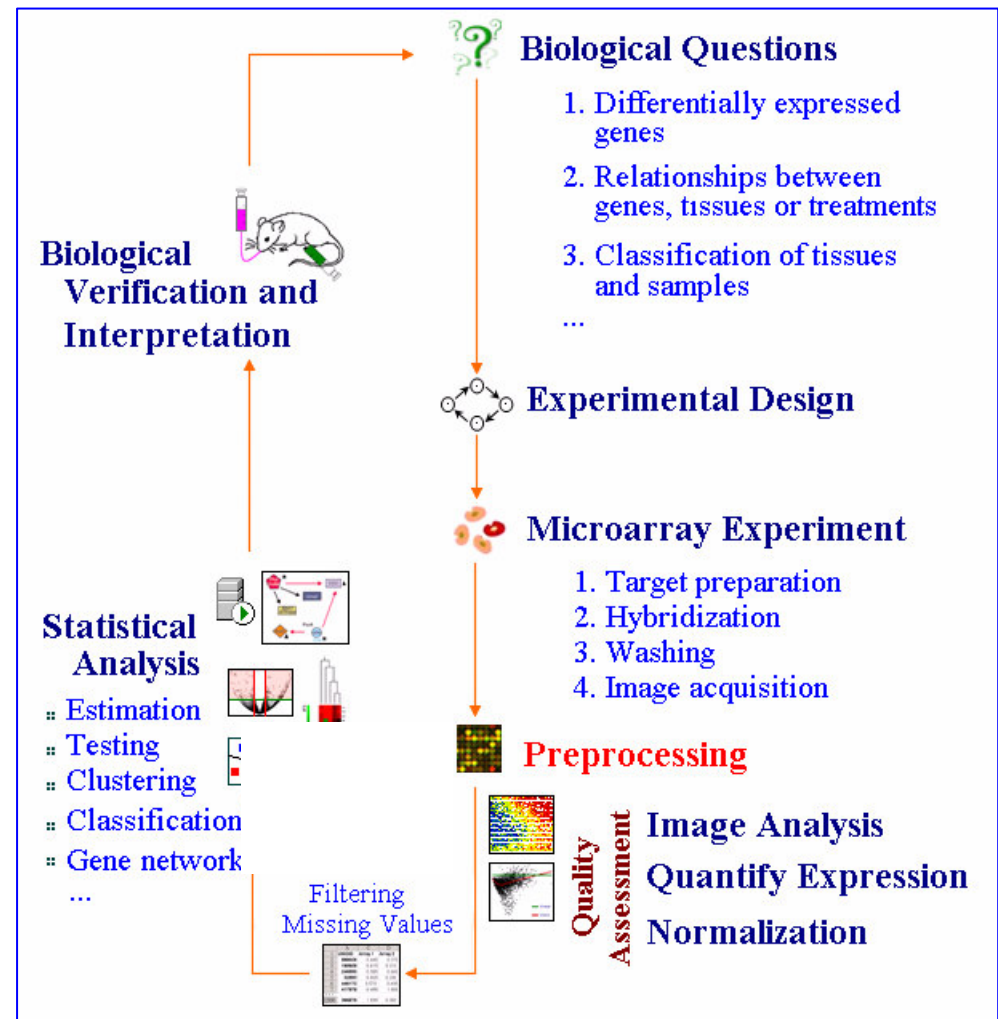 Biological Questions
1. Differentially expressed
genes
2. Relationships between
genes, tissues or treatments
3. Classification of tissues
and samples
...
Experimental Design
Microarray Experiment
1. Target preparation
2. Hybridization
3. Washing
4. Image acquisition
Preprocessing
Quality
Assessment
Image Analysis
Quantify Expression
Normalization
Filtering
Missing Values
Statistical
Analysis
Estimation
Testing
Clustering
Classification
Gene network
...
Biological
Verification and
Interpretation